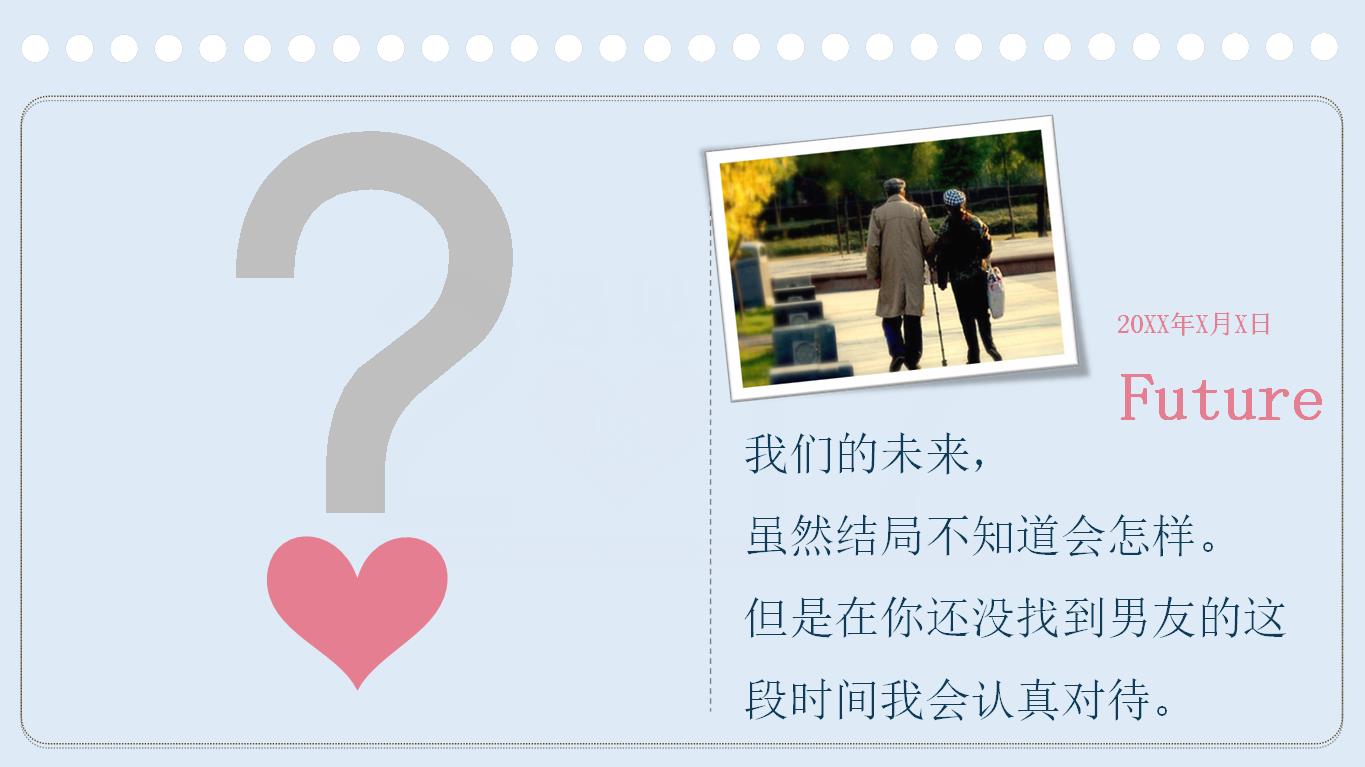 20XX年X月X日
Future
我们的未来，
虽然结局不知道会怎样。
但是在你还没找到男友的这
段时间我会认真对待。